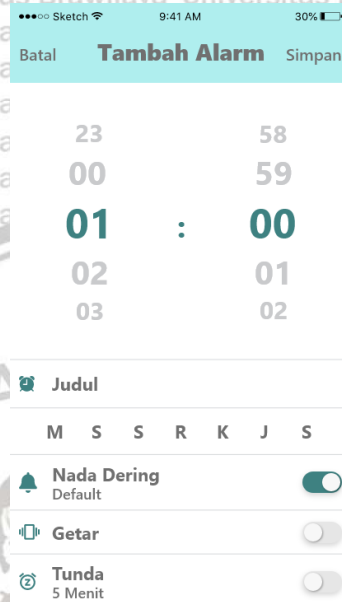 Sketch 9:41 AM 30%
Batal Tambah Alarm Simpan
23 58
00 59
01 : 00
02 01
03 02
Judul
M S S R K J S
Nada Dering
Default
Getar
Tunda
5 Menit